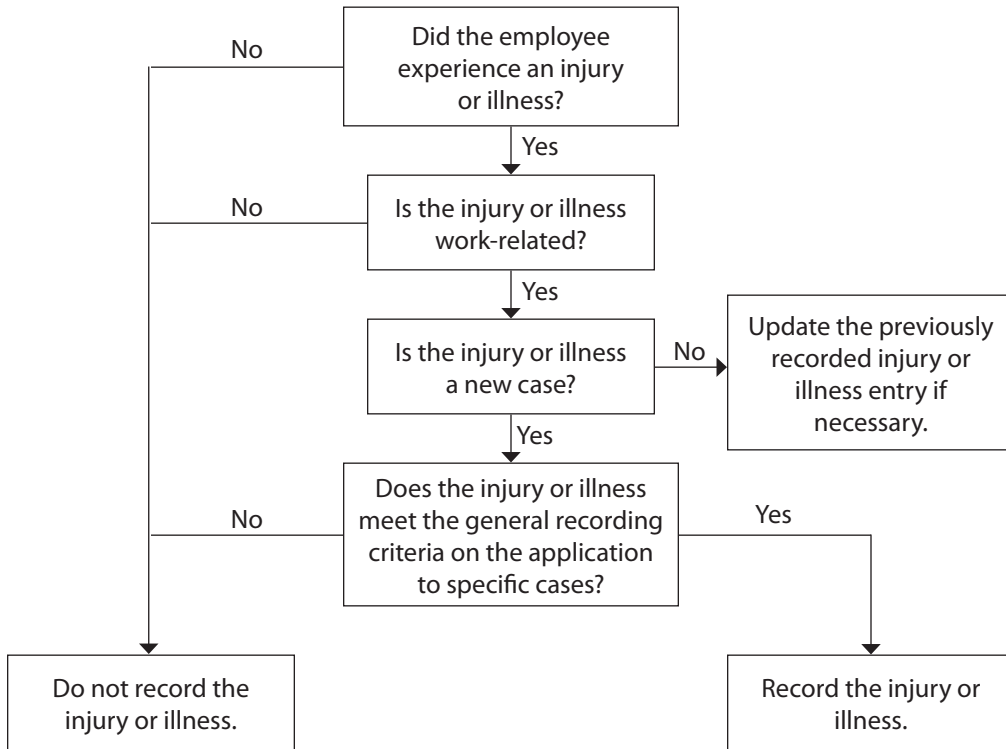 No
Did the employee
experience an injury
or illness?
Yes
No
Is the injury or illness
work-related?
Yes
Is the injury or illness
a new case?
No
Update the previously
recorded injury or
illness entry if
necessary.
Yes
No
Does the injury or illness
meet the general recording
criteria on the application
to specific cases?
Yes
Do not record the
injury or illness.
Record the injury or
illness.